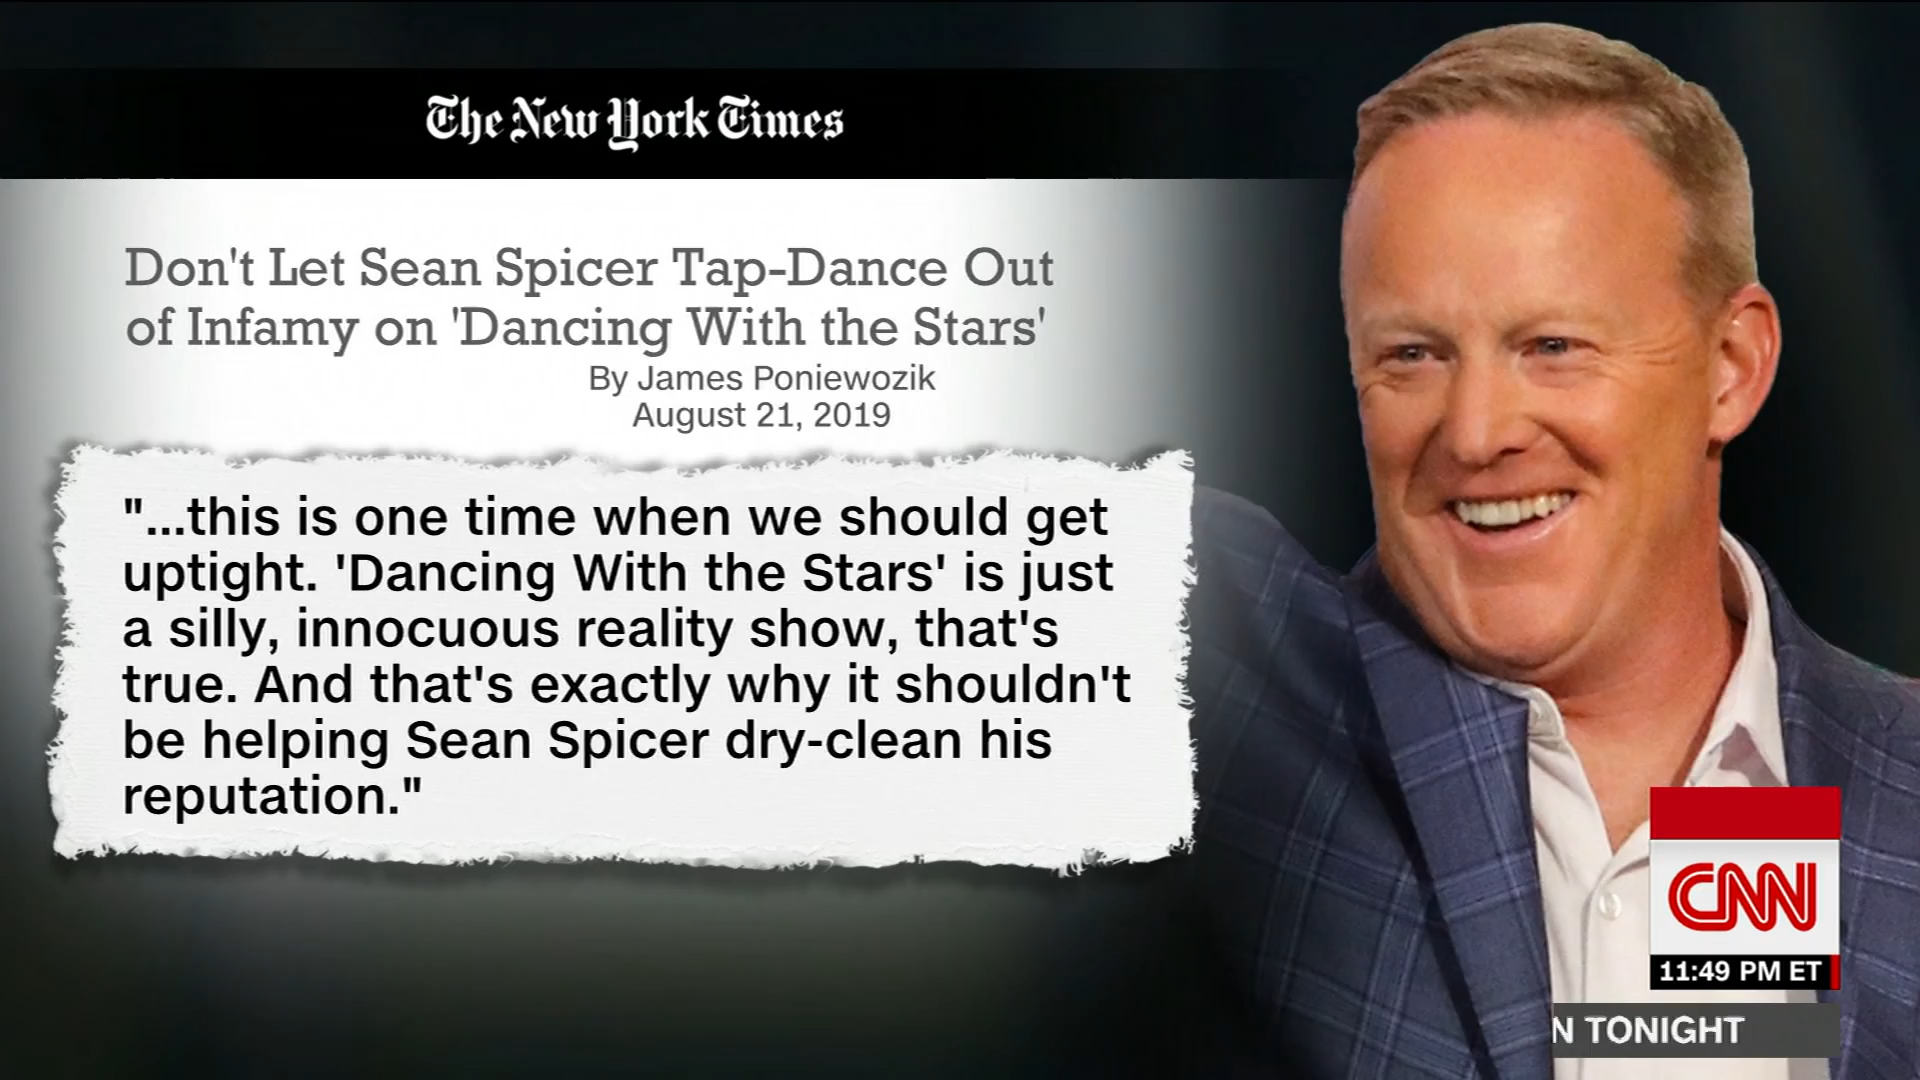 The New York Times
Don't Let Sean Spicer Tap-Dance Out
of Infamy on 'Dancing With the Stars'
By James Poniewozik
August 21, 2019
"...this is one time when we should get
uptight. 'Dancing With the Stars' is just
a silly, innocuous reality show, that's
true. And that's exactly why it shouldn't
be helping Sean Spicer dry-clean his
reputation."
CNN
11:49 PM ET
N TONIGHT